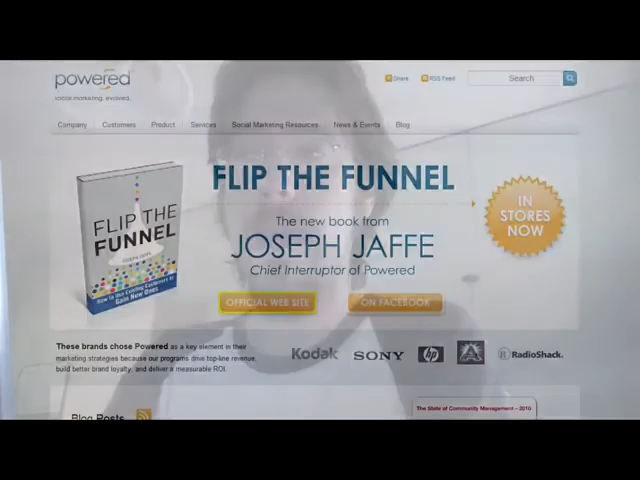 powered
social marketing, evolved.
Share
RSS Feed
Search
Company
Customers
Product
Services
Social Marketing Resources
News & Events
Blog
FLIP THE FUNNEL
The new book from
JOSEPH JAFFE
Chief Interruptor of Powered
OFFICIAL WEB SITE
ON FACEBOOK
IN
STORES
NOW
FLIP THE
FUNNEL
JOSEPH JAFFE
How To Use Existing Customers to
Gain New Ones
These brands chose Powered as a key element in their
marketing strategies because our programs drive top-line revenue,
build better brand loyalty, and deliver a measurable ROI.
Kodak
SONY
hp
RadioShack.
Blog Posts
The State of Community Management – 2010